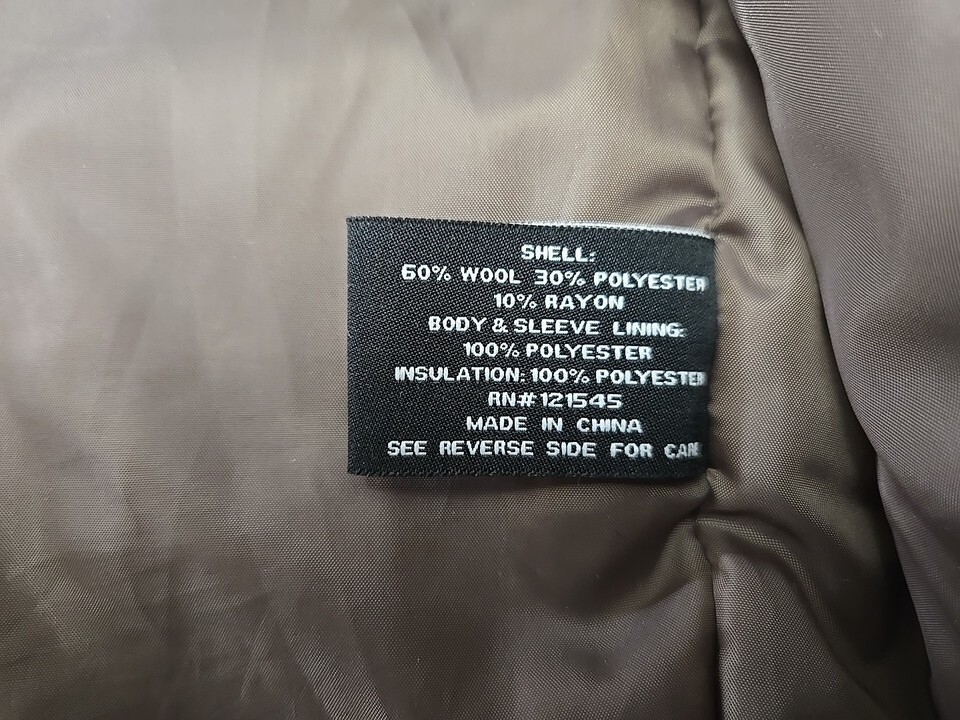 SHELL:
60% WOOL 30% POLYESTER
10% RAYON
BODY & SLEEVE LINING:
100% POLYESTER
INSULATION: 100% POLYESTER
RN# 121545
MADE IN CHINA
SEE REVERSE SIDE FOR CARE